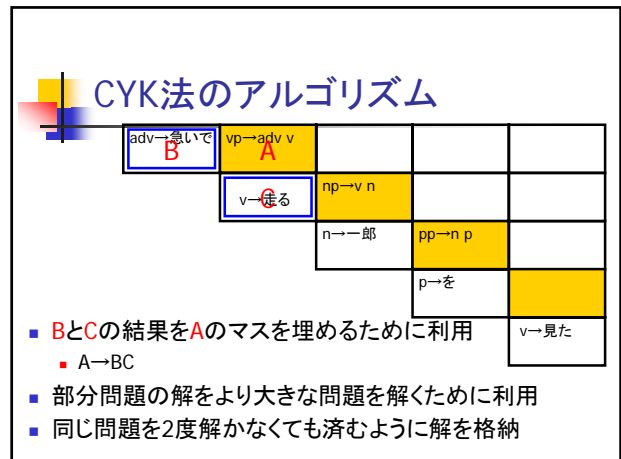 CYK法のアルゴリズム
adv→急いで vp→adv v
B A
v→走る np→v n
C
n→一郎 pp→n p
p→を
v→見た
BとCの結果をAのマスを埋めるために利用
A→BC
部分問題の解をより大きな問題を解くために利用
同じ問題を2度解かなくても済むように解を格納